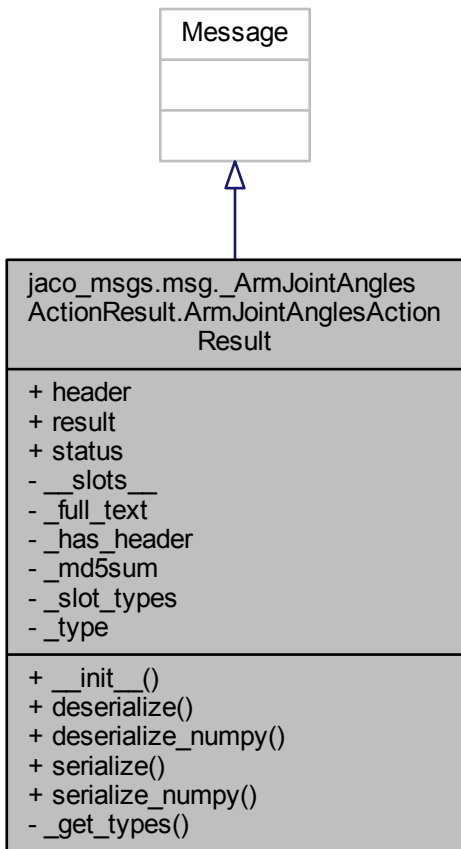 Message
jaco_msgs.msg._ArmJointAngles
ActionResult.ArmJointAnglesAction
Result
+ header
+ result
+ status
- __slots__
- _full_text
- _has_header
- _md5sum
- _slot_types
- _type
+ __init__()
+ deserialize()
+ deserialize_numpy()
+ serialize()
+ serialize_numpy()
- _get_types()